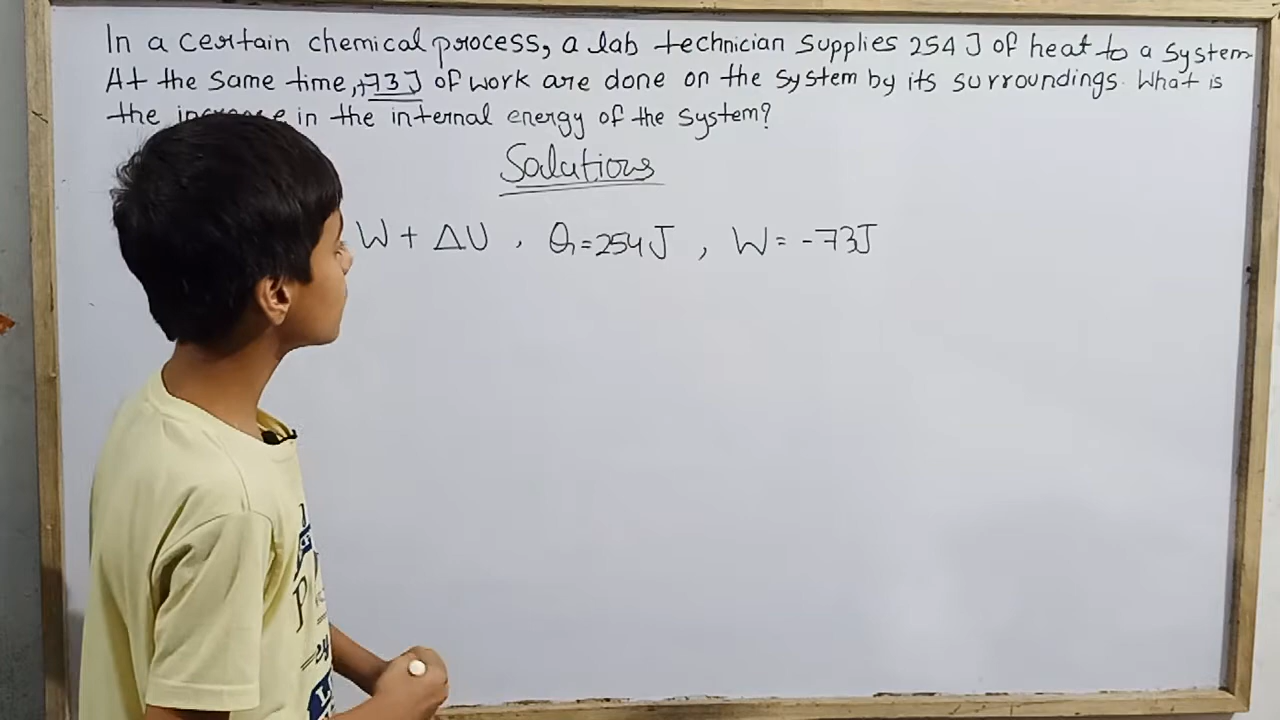 In a certain chemical process, a lab technician supplies 254 J of heat to a system.
At the same time, +73 J of work are done on the system by its surroundings. What is
the in the internal energy of the system?
Solutions
W + ΔU , Q = 254 J , W = -73J